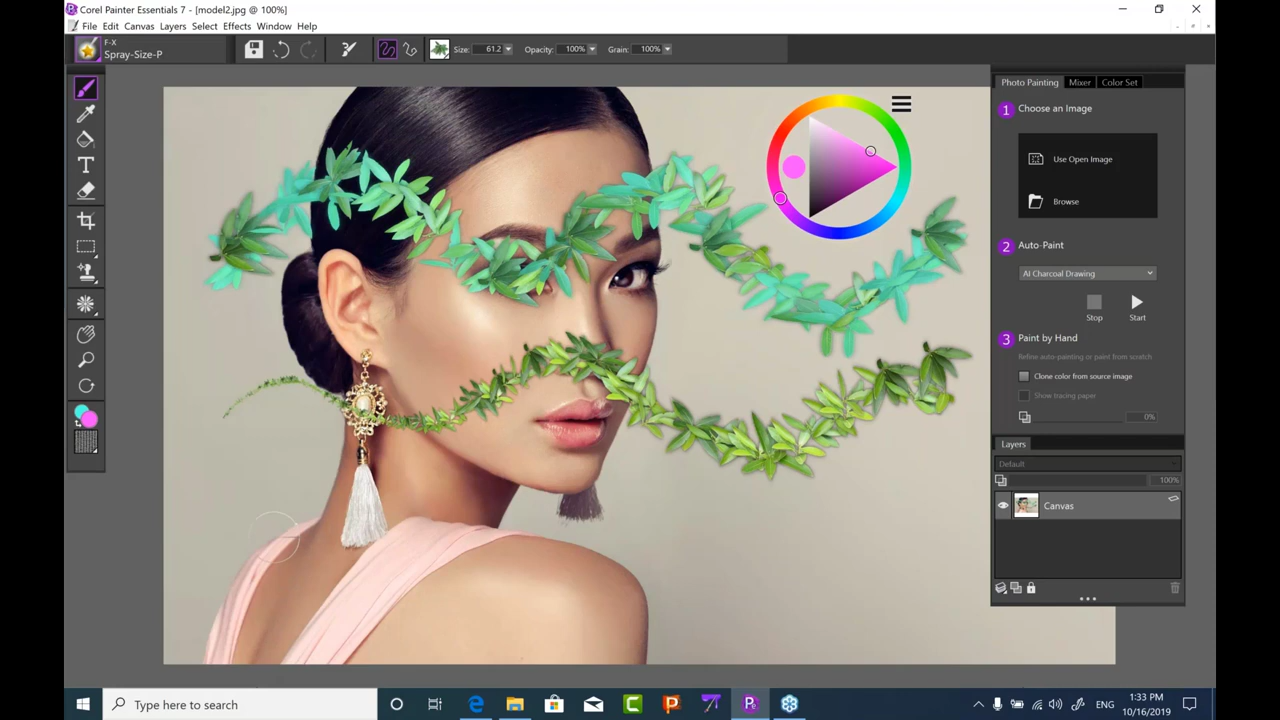 Corel Painter Essentials 7 - [model2.jpg @ 100%]
File Edit Canvas Layers Select Effects Window Help
F-X
Spray-Size-P
Size: 61.2 Opacity: 100% Grain: 100%
Photo Painting Mixer Color Set
1 Choose an Image
Use Open Image
Browse
2 Auto-Paint
AI Charcoal Drawing
Stop Start
3 Paint by Hand
Refine auto-painting or paint from scratch
Clone color from source image
Show tracing paper
0%
Layers
Default
100%
Canvas
Type here to search
ENG
1:33 PM
10/16/2019